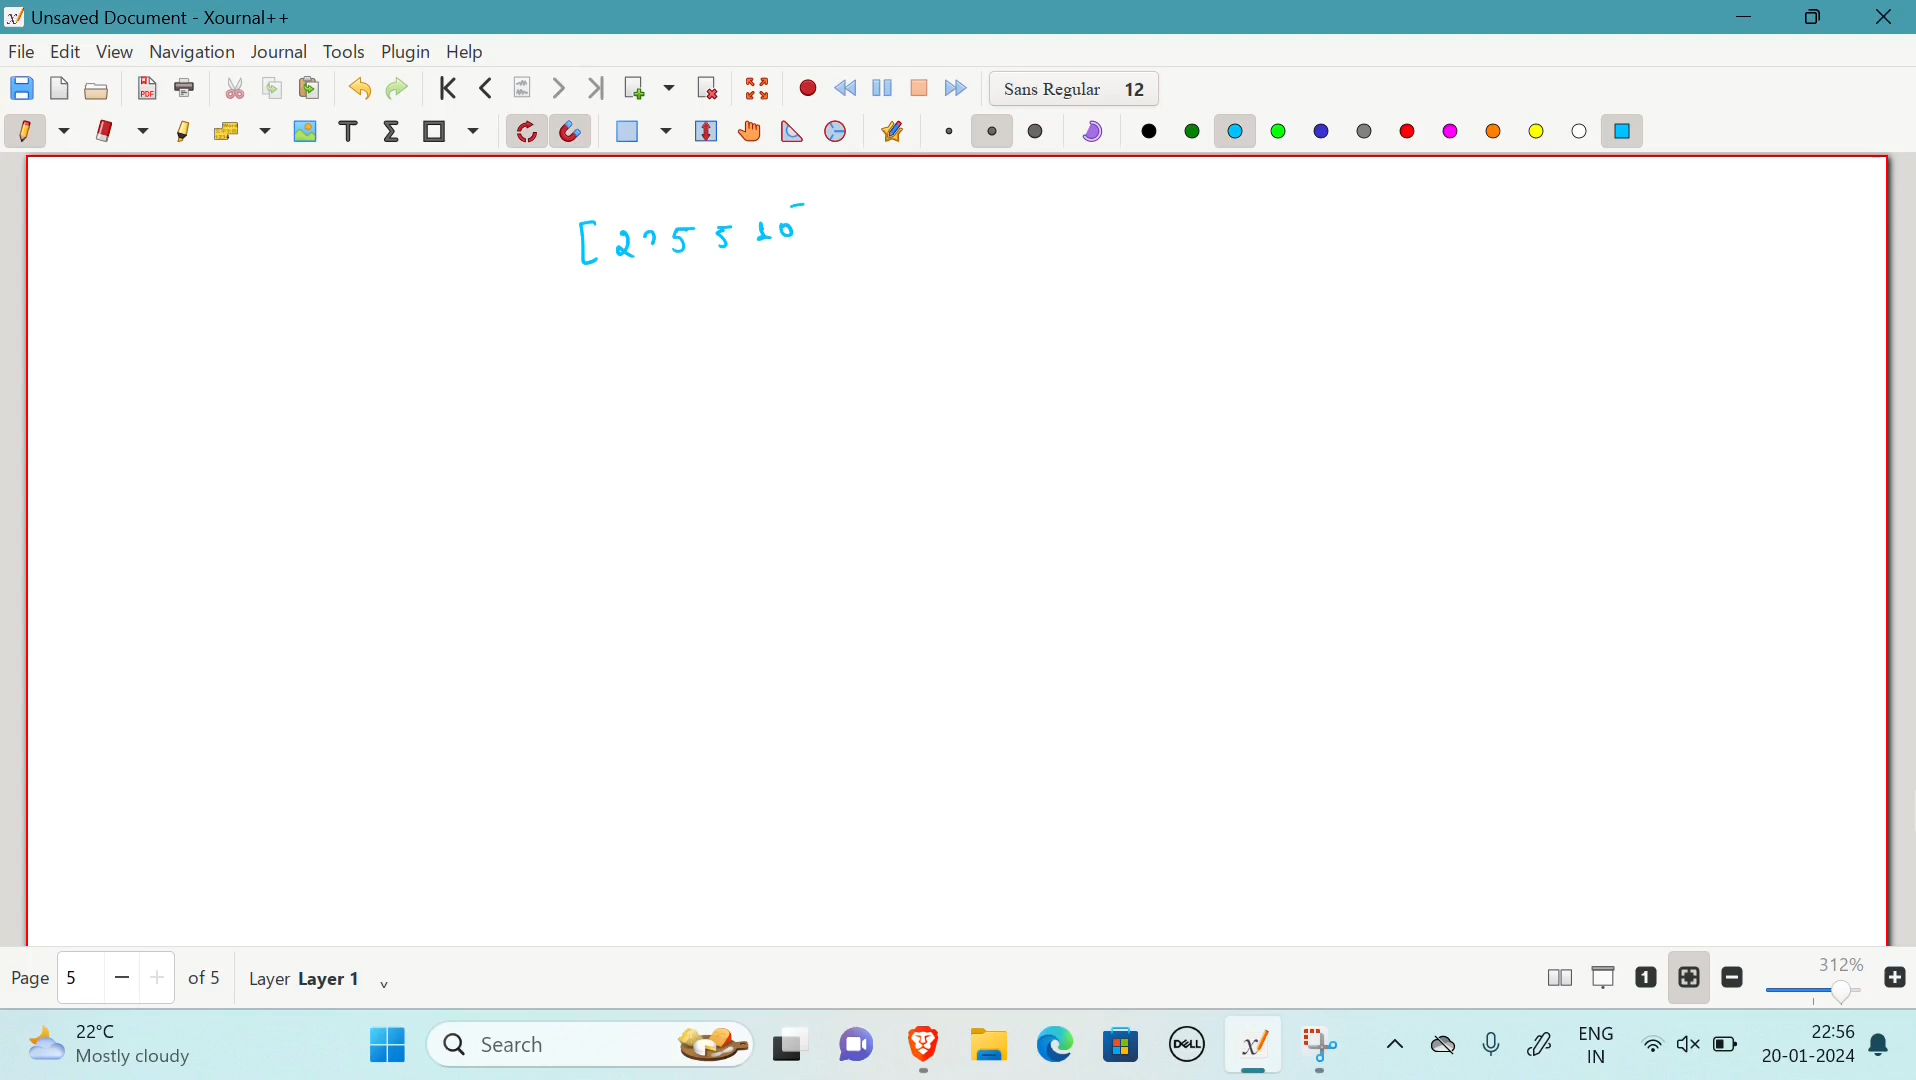 Unsaved Document - Xournal++
File Edit View Navigation Journal Tools Plugin Help
Sans Regular 12
[ 2 5 5 10
Page 5 of 5 Layer Layer 1
312%
22°C
Mostly cloudy
Search
ENG
IN
22:56
20-01-2024